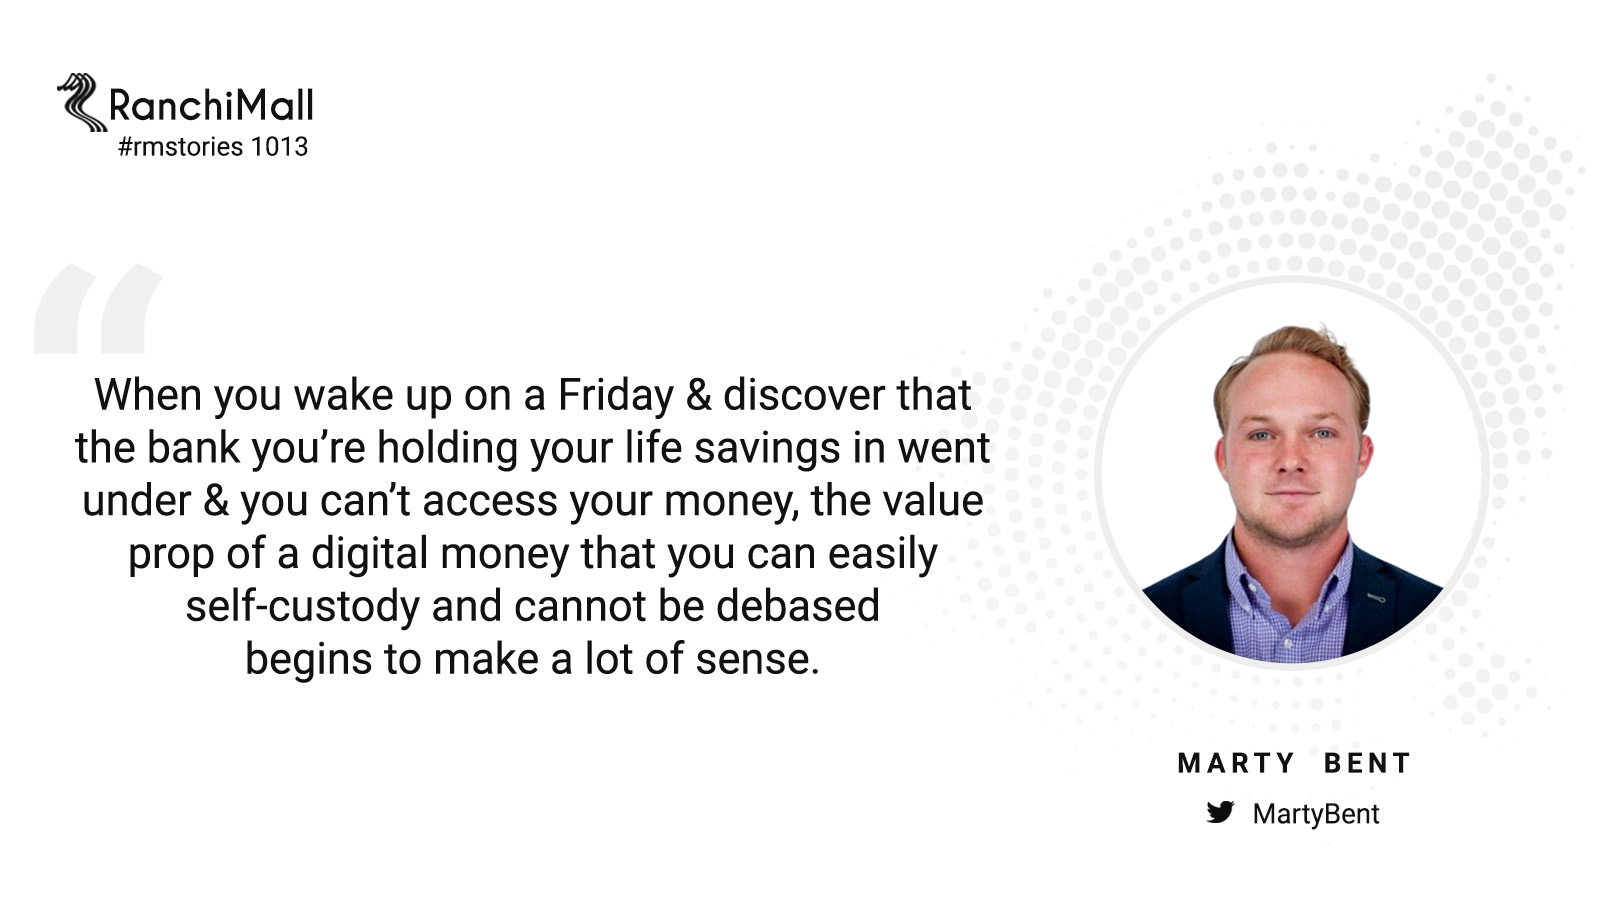 RanchiMall
#rmstories 1013
“
When you wake up on a Friday & discover that
the bank you’re holding your life savings in went
under & you can’t access your money, the value
prop of a digital money that you can easily
self-custody and cannot be debased
begins to make a lot of sense.
MARTY BENT
MartyBent